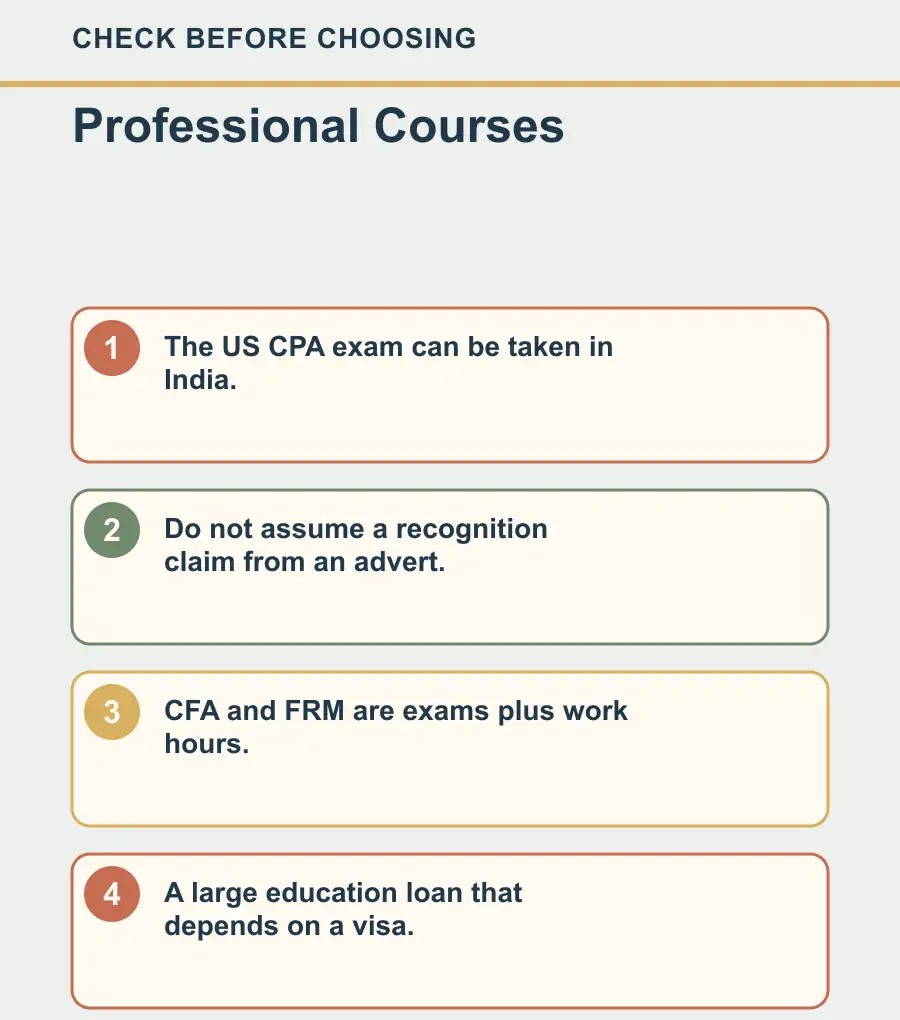 CHECK BEFORE CHOOSING
Professional Courses
1
The US CPA exam can be taken in
India.
2
Do not assume a recognition
claim from an advert.
3
CFA and FRM are exams plus work
hours.
4
A large education loan that
depends on a visa.